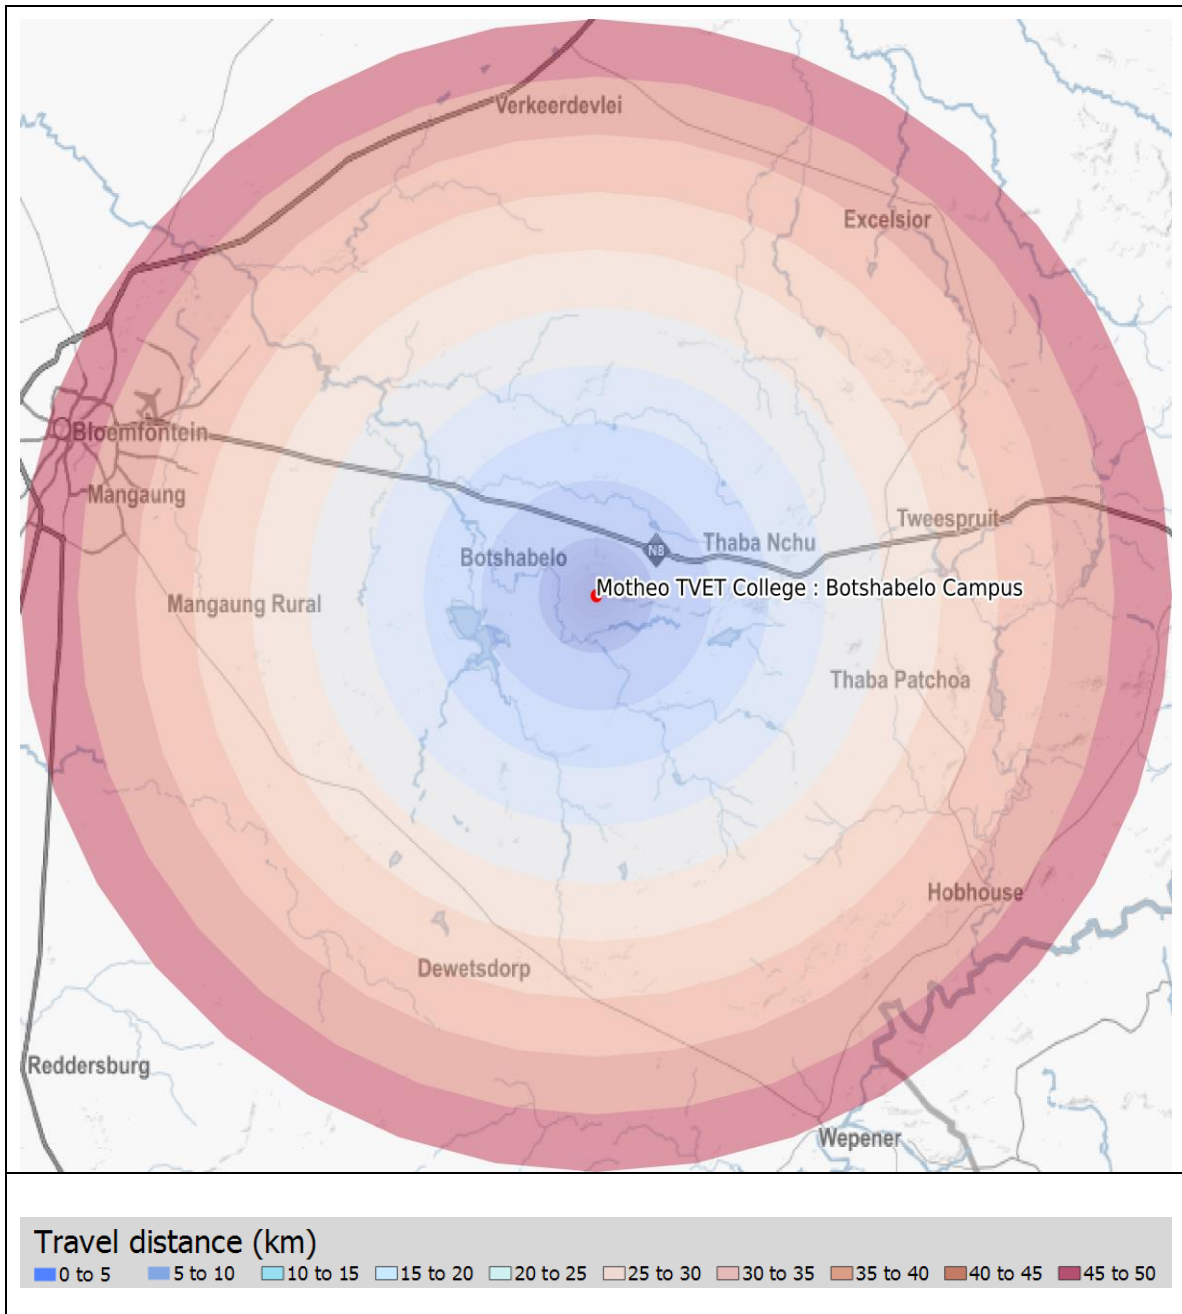 Verkeerdevlei
Excelsior
Bloemfontein
Mangaung
Tweespruit
Thaba Nchu
N8
Botshabelo
Motheo TVET College : Botshabelo Campus
Mangaung Rural
Thaba Patchoa
Hobhouse
Dewetsdorp
Reddersburg
Wepener
Travel distance (km)
0 to 5 5 to 10 10 to 15 15 to 20 20 to 25 25 to 30 30 to 35 35 to 40 40 to 45 45 to 50